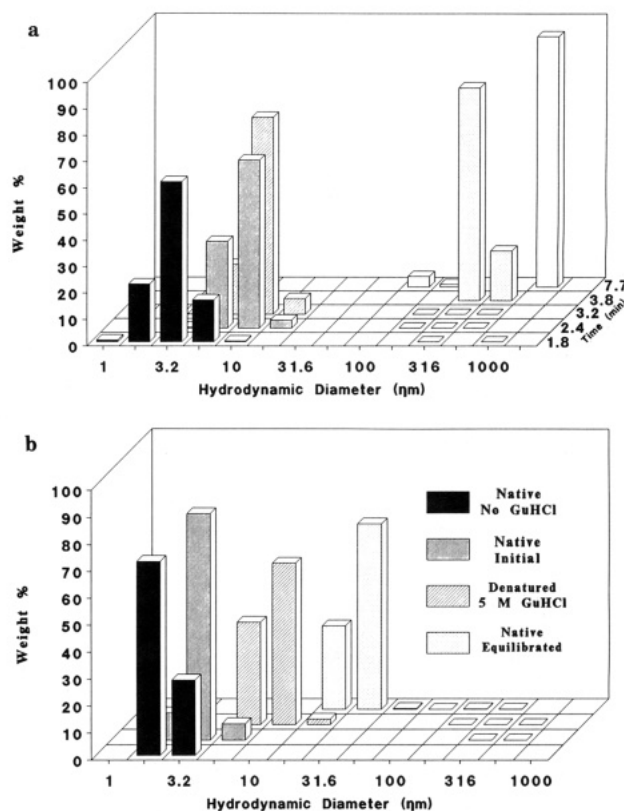 a
100
90
80
70
60
50
40
30
20
10
0
Weight %
7.7
3.8
3.2
2.4
1.8
Time (min)
1 3.2 10 31.6 100 316 1000
Hydrodynamic Diameter (ηm)
b
100
90
80
70
60
50
40
30
20
10
0
Weight %
Native
No GuHCl
Native
Initial
Denatured
5 M GuHCl
Native
Equilibrated
1 3.2 10 31.6 100 316 1000
Hydrodynamic Diameter (ηm)